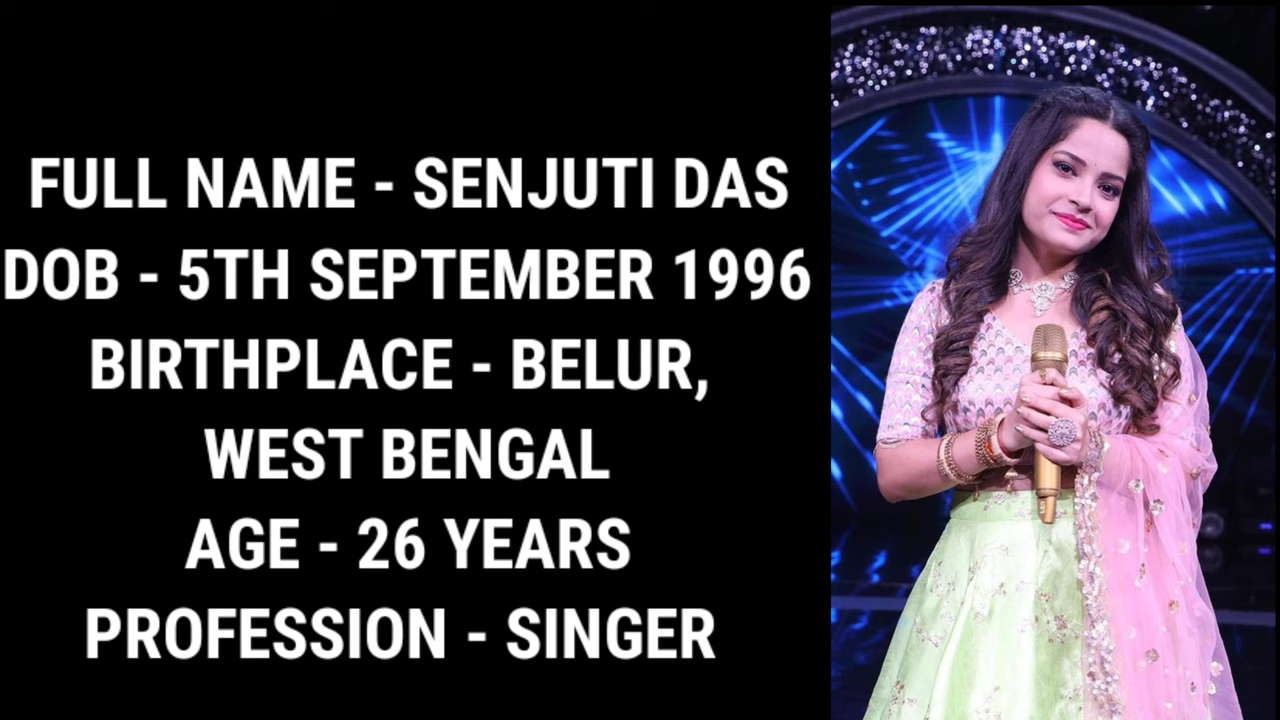 FULL NAME - SENJUTI DAS
DOB - 5TH SEPTEMBER 1996
BIRTHPLACE - BELUR,
WEST BENGAL
AGE - 26 YEARS
PROFESSION - SINGER